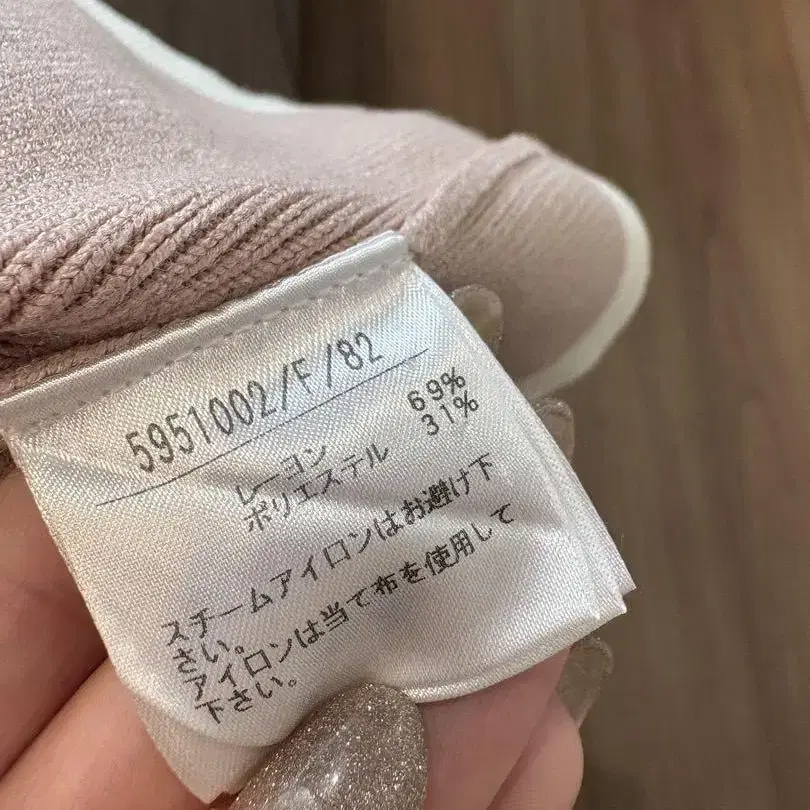 5951002/F/82
レーヨン 69%
ポリエステル 31%
スチームアイロンはお避け下
さい。
アイロンは当て布を使用して
下さい。